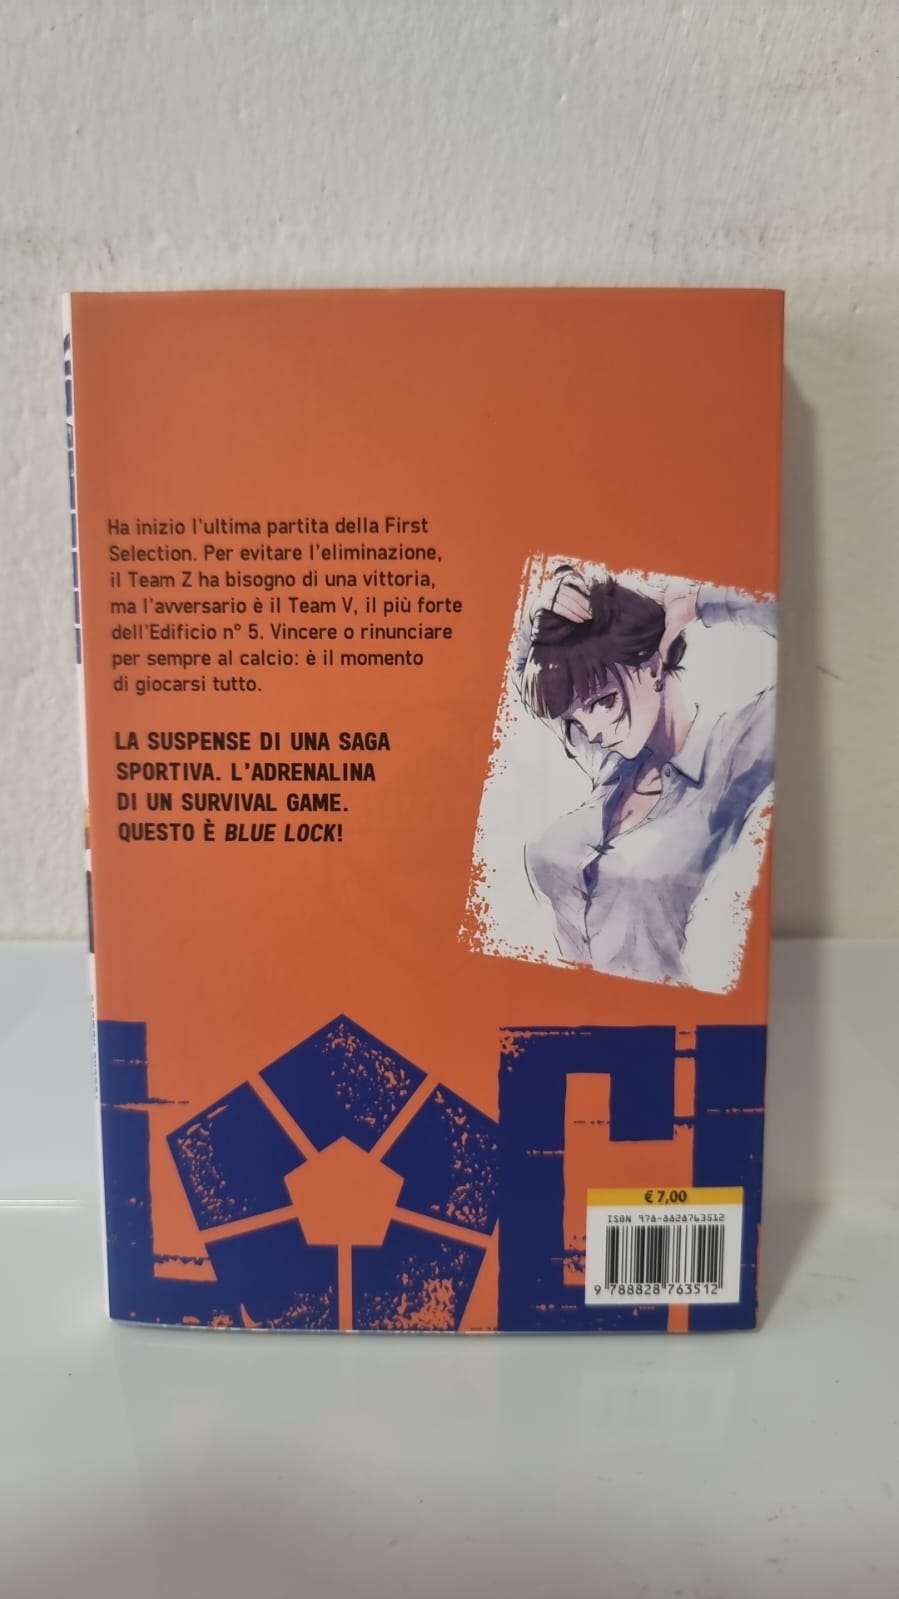 Ha inizio l'ultima partita della First
Selection. Per evitare l'eliminazione,
il Team Z ha bisogno di una vittoria,
ma l'avversario è il Team V, il più forte
dell'Edificio n° 5. Vincere o rinunciare
per sempre al calcio: è il momento
di giocarsi tutto.
LA SUSPENSE DI UNA SAGA
SPORTIVA. L'ADRENALINA
DI UN SURVIVAL GAME.
QUESTO È BLUE LOCK!
€ 7,00
ISBN 978-8828763512
9 788828 763512